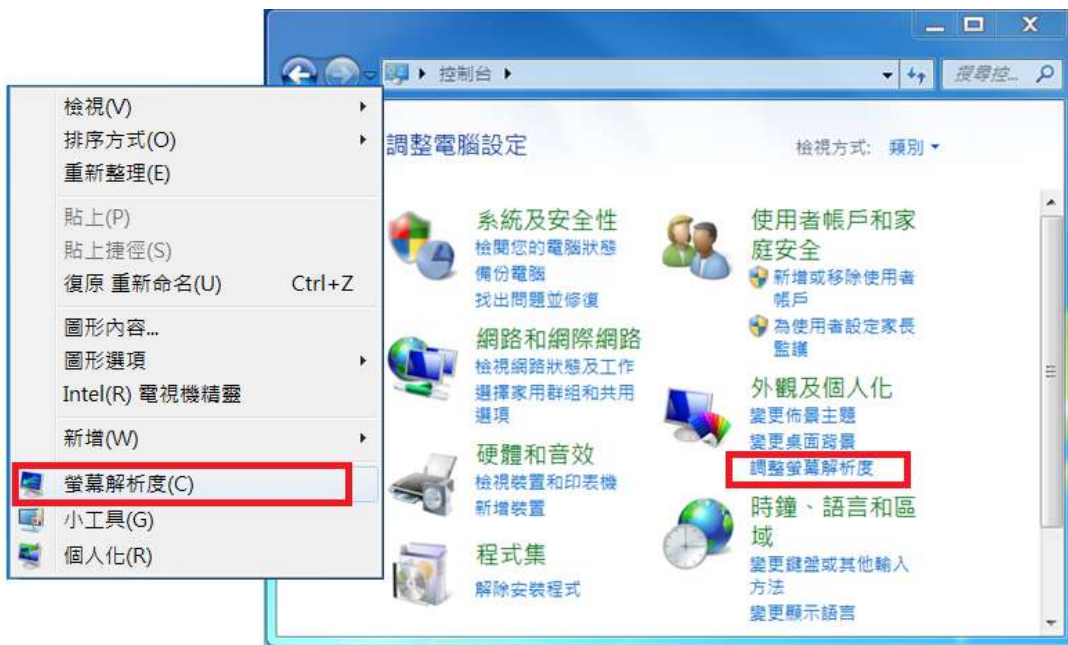 檢視(V)
排序方式(O)
重新整理(E)
貼上(P)
貼上捷徑(S)
復原 重新命名(U) Ctrl+Z
圖形內容...
圖形選項
Intel(R) 電視機精靈
新增(W)
螢幕解析度(C)
小工具(G)
個人化(R)
控制台
搜尋控...
調整電腦設定
檢視方式: 類別
系統及安全性
檢閱您的電腦狀態
備份電腦
找出問題並修復
網路和網際網路
檢視網路狀態及工作
選擇家用群組和共用
選項
硬體和音效
檢視裝置和印表機
新增裝置
程式集
解除安裝程式
使用者帳戶和家
庭安全
新增或移除使用者
帳戶
為使用者設定家長
監護
外觀及個人化
變更佈景主題
變更桌面背景
調整螢幕解析度
時鐘、語言和區
域
變更鍵盤或其他輸入
方法
變更顯示語言